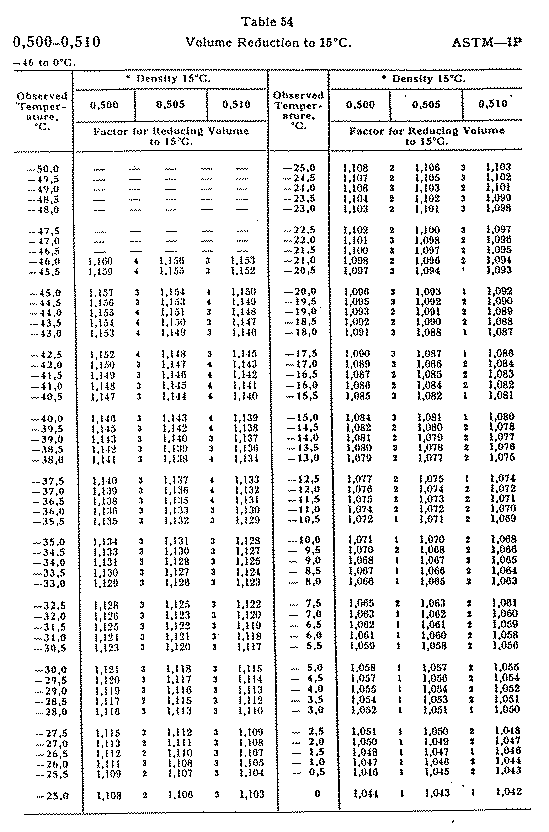 Table 54
0,500-0,510 Volume Reduction to 15°C. ASTM—IP
-46 to 0°C.
Observed Temper-ature, °C. * Density 15°C. Observed Temper-ature, °C. * Density 15°C.
0,500 0,505 0,510 0,500 0,505 0,510
Factor for Reducing Volume to 15°C. Factor for Reducing Volume to 15°C.
-50,0 — — — — — -25,0 1,108 2 1,106 3 1,103
-49,5 — — — — — -24,5 1,107 2 1,105 3 1,102
-49,0 — — — — — -24,0 1,106 3 1,103 2 1,101
-48,5 — — — — — -23,5 1,104 2 1,102 3 1,099
-48,0 — — — — — -23,0 1,103 2 1,101 3 1,098
-47,5 — — — — — -22,5 1,102 2 1,100 3 1,097
-47,0 — — — — — -22,0 1,101 3 1,098 2 1,096
-46,5 — — — — — -21,5 1,100 3 1,097 2 1,095
-46,0 1,160 4 1,156 3 1,153 -21,0 1,098 2 1,096 2 1,094
-45,5 1,159 4 1,155 3 1,152 -20,5 1,097 3 1,094 1 1,093
-45,0 1,157 3 1,154 4 1,150 -20,0 1,096 3 1,093 1 1,092
-44,5 1,156 3 1,153 4 1,149 -19,5 1,095 3 1,092 2 1,090
-44,0 1,155 4 1,151 3 1,148 -19,0 1,093 2 1,091 2 1,089
-43,5 1,154 4 1,150 3 1,147 -18,5 1,092 2 1,090 2 1,088
-43,0 1,153 4 1,149 3 1,146 -18,0 1,091 3 1,088 1 1,087
-42,5 1,152 4 1,148 3 1,145 -17,5 1,090 3 1,087 1 1,086
-42,0 1,150 3 1,147 4 1,143 -17,0 1,089 3 1,086 2 1,084
-41,5 1,149 3 1,146 4 1,142 -16,5 1,087 2 1,085 2 1,083
-41,0 1,148 3 1,145 4 1,141 -16,0 1,086 2 1,084 2 1,082
-40,5 1,147 3 1,144 4 1,140 -15,5 1,085 3 1,082 1 1,081
-40,0 1,146 3 1,143 4 1,139 -15,0 1,084 3 1,081 1 1,080
-39,5 1,145 3 1,142 4 1,138 -14,5 1,082 2 1,080 2 1,078
-39,0 1,143 3 1,140 3 1,137 -14,0 1,081 2 1,079 2 1,077
-38,5 1,142 3 1,139 3 1,136 -13,5 1,080 2 1,078 2 1,076
-38,0 1,141 3 1,138 4 1,134 -13,0 1,079 2 1,077 2 1,075
-37,5 1,140 3 1,137 4 1,133 -12,5 1,077 2 1,075 1 1,074
-37,0 1,139 3 1,136 4 1,132 -12,0 1,076 2 1,074 2 1,072
-36,5 1,138 3 1,135 4 1,131 -11,5 1,075 2 1,073 2 1,071
-36,0 1,136 3 1,133 3 1,130 -11,0 1,074 2 1,072 2 1,070
-35,5 1,135 3 1,132 3 1,129 -10,5 1,072 1 1,071 2 1,069
-35,0 1,134 3 1,131 3 1,128 -10,0 1,071 1 1,070 2 1,068
-34,5 1,133 3 1,130 3 1,127 - 9,5 1,070 2 1,068 2 1,066
-34,0 1,131 3 1,128 3 1,125 - 9,0 1,068 1 1,067 2 1,065
-33,5 1,130 3 1,127 3 1,124 - 8,5 1,067 1 1,066 2 1,064
-33,0 1,129 3 1,126 3 1,123 - 8,0 1,066 1 1,065 2 1,063
-32,5 1,128 3 1,125 3 1,122 - 7,5 1,065 2 1,063 2 1,061
-32,0 1,126 3 1,123 3 1,120 - 7,0 1,063 1 1,062 2 1,060
-31,5 1,125 3 1,122 3 1,119 - 6,5 1,062 1 1,061 2 1,059
-31,0 1,124 3 1,121 3 1,118 - 6,0 1,061 1 1,060 2 1,058
-30,5 1,123 3 1,120 3 1,117 - 5,5 1,059 1 1,058 2 1,056
-30,0 1,121 3 1,118 3 1,115 - 5,0 1,058 1 1,057 2 1,055
-29,5 1,120 3 1,117 3 1,114 - 4,5 1,057 1 1,056 2 1,054
-29,0 1,119 3 1,116 3 1,113 - 4,0 1,055 1 1,054 2 1,052
-28,5 1,117 2 1,115 3 1,112 - 3,5 1,054 1 1,053 2 1,051
-28,0 1,116 3 1,113 3 1,110 - 3,0 1,052 1 1,051 1 1,050
-27,5 1,115 3 1,112 3 1,109 - 2,5 1,051 1 1,050 2 1,048
-27,0 1,113 2 1,111 3 1,108 - 2,0 1,050 1 1,049 2 1,047
-26,5 1,112 2 1,110 3 1,107 - 1,5 1,048 1 1,047 1 1,046
-26,0 1,111 3 1,108 3 1,105 - 1,0 1,047 1 1,046 2 1,044
-25,5 1,109 2 1,107 3 1,104 - 0,5 1,046 1 1,045 2 1,043
-25,0 1,108 2 1,106 3 1,103 0 1,044 1 1,043 1 1,042